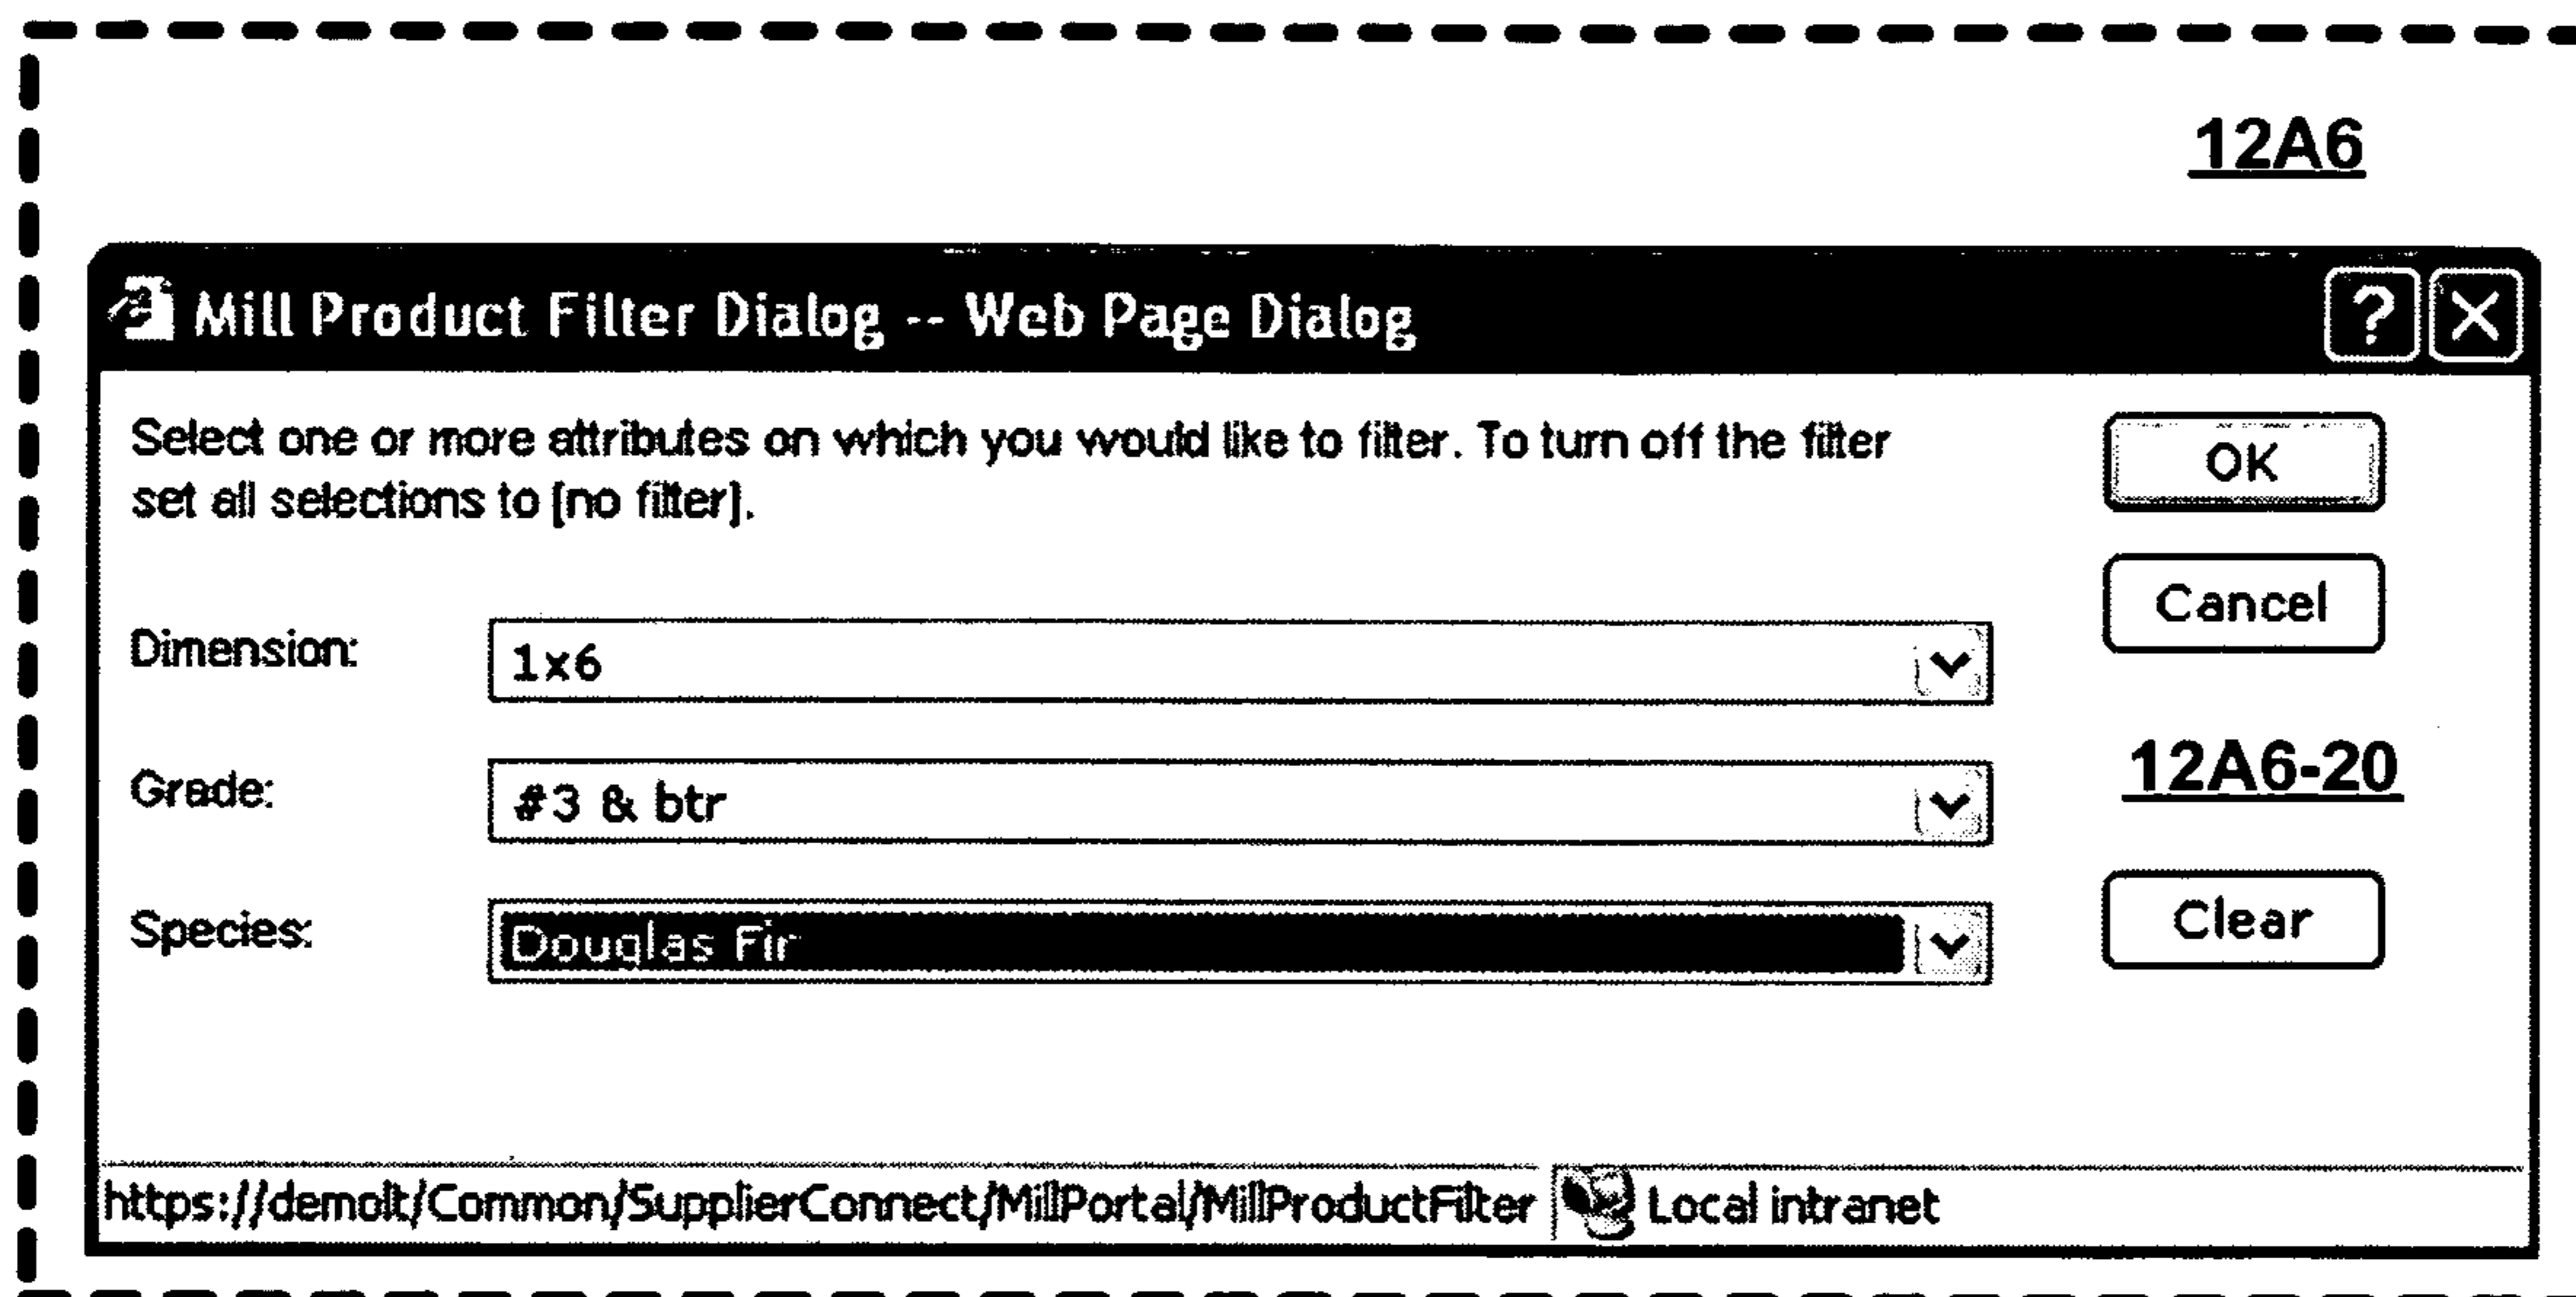 12A6
Mill Product Filter Dialog -- Web Page Dialog
? X
Select one or more attributes on which you would like to filter. To turn off the filter
set all selections to [no filter].
OK
Cancel
Dimension: 1x6
12A6-20
Grade: #3 & btr
Species: Douglas Fir
Clear
https://demolt/Common/SupplierConnect/MillPortal/MillProductFilter Local intranet